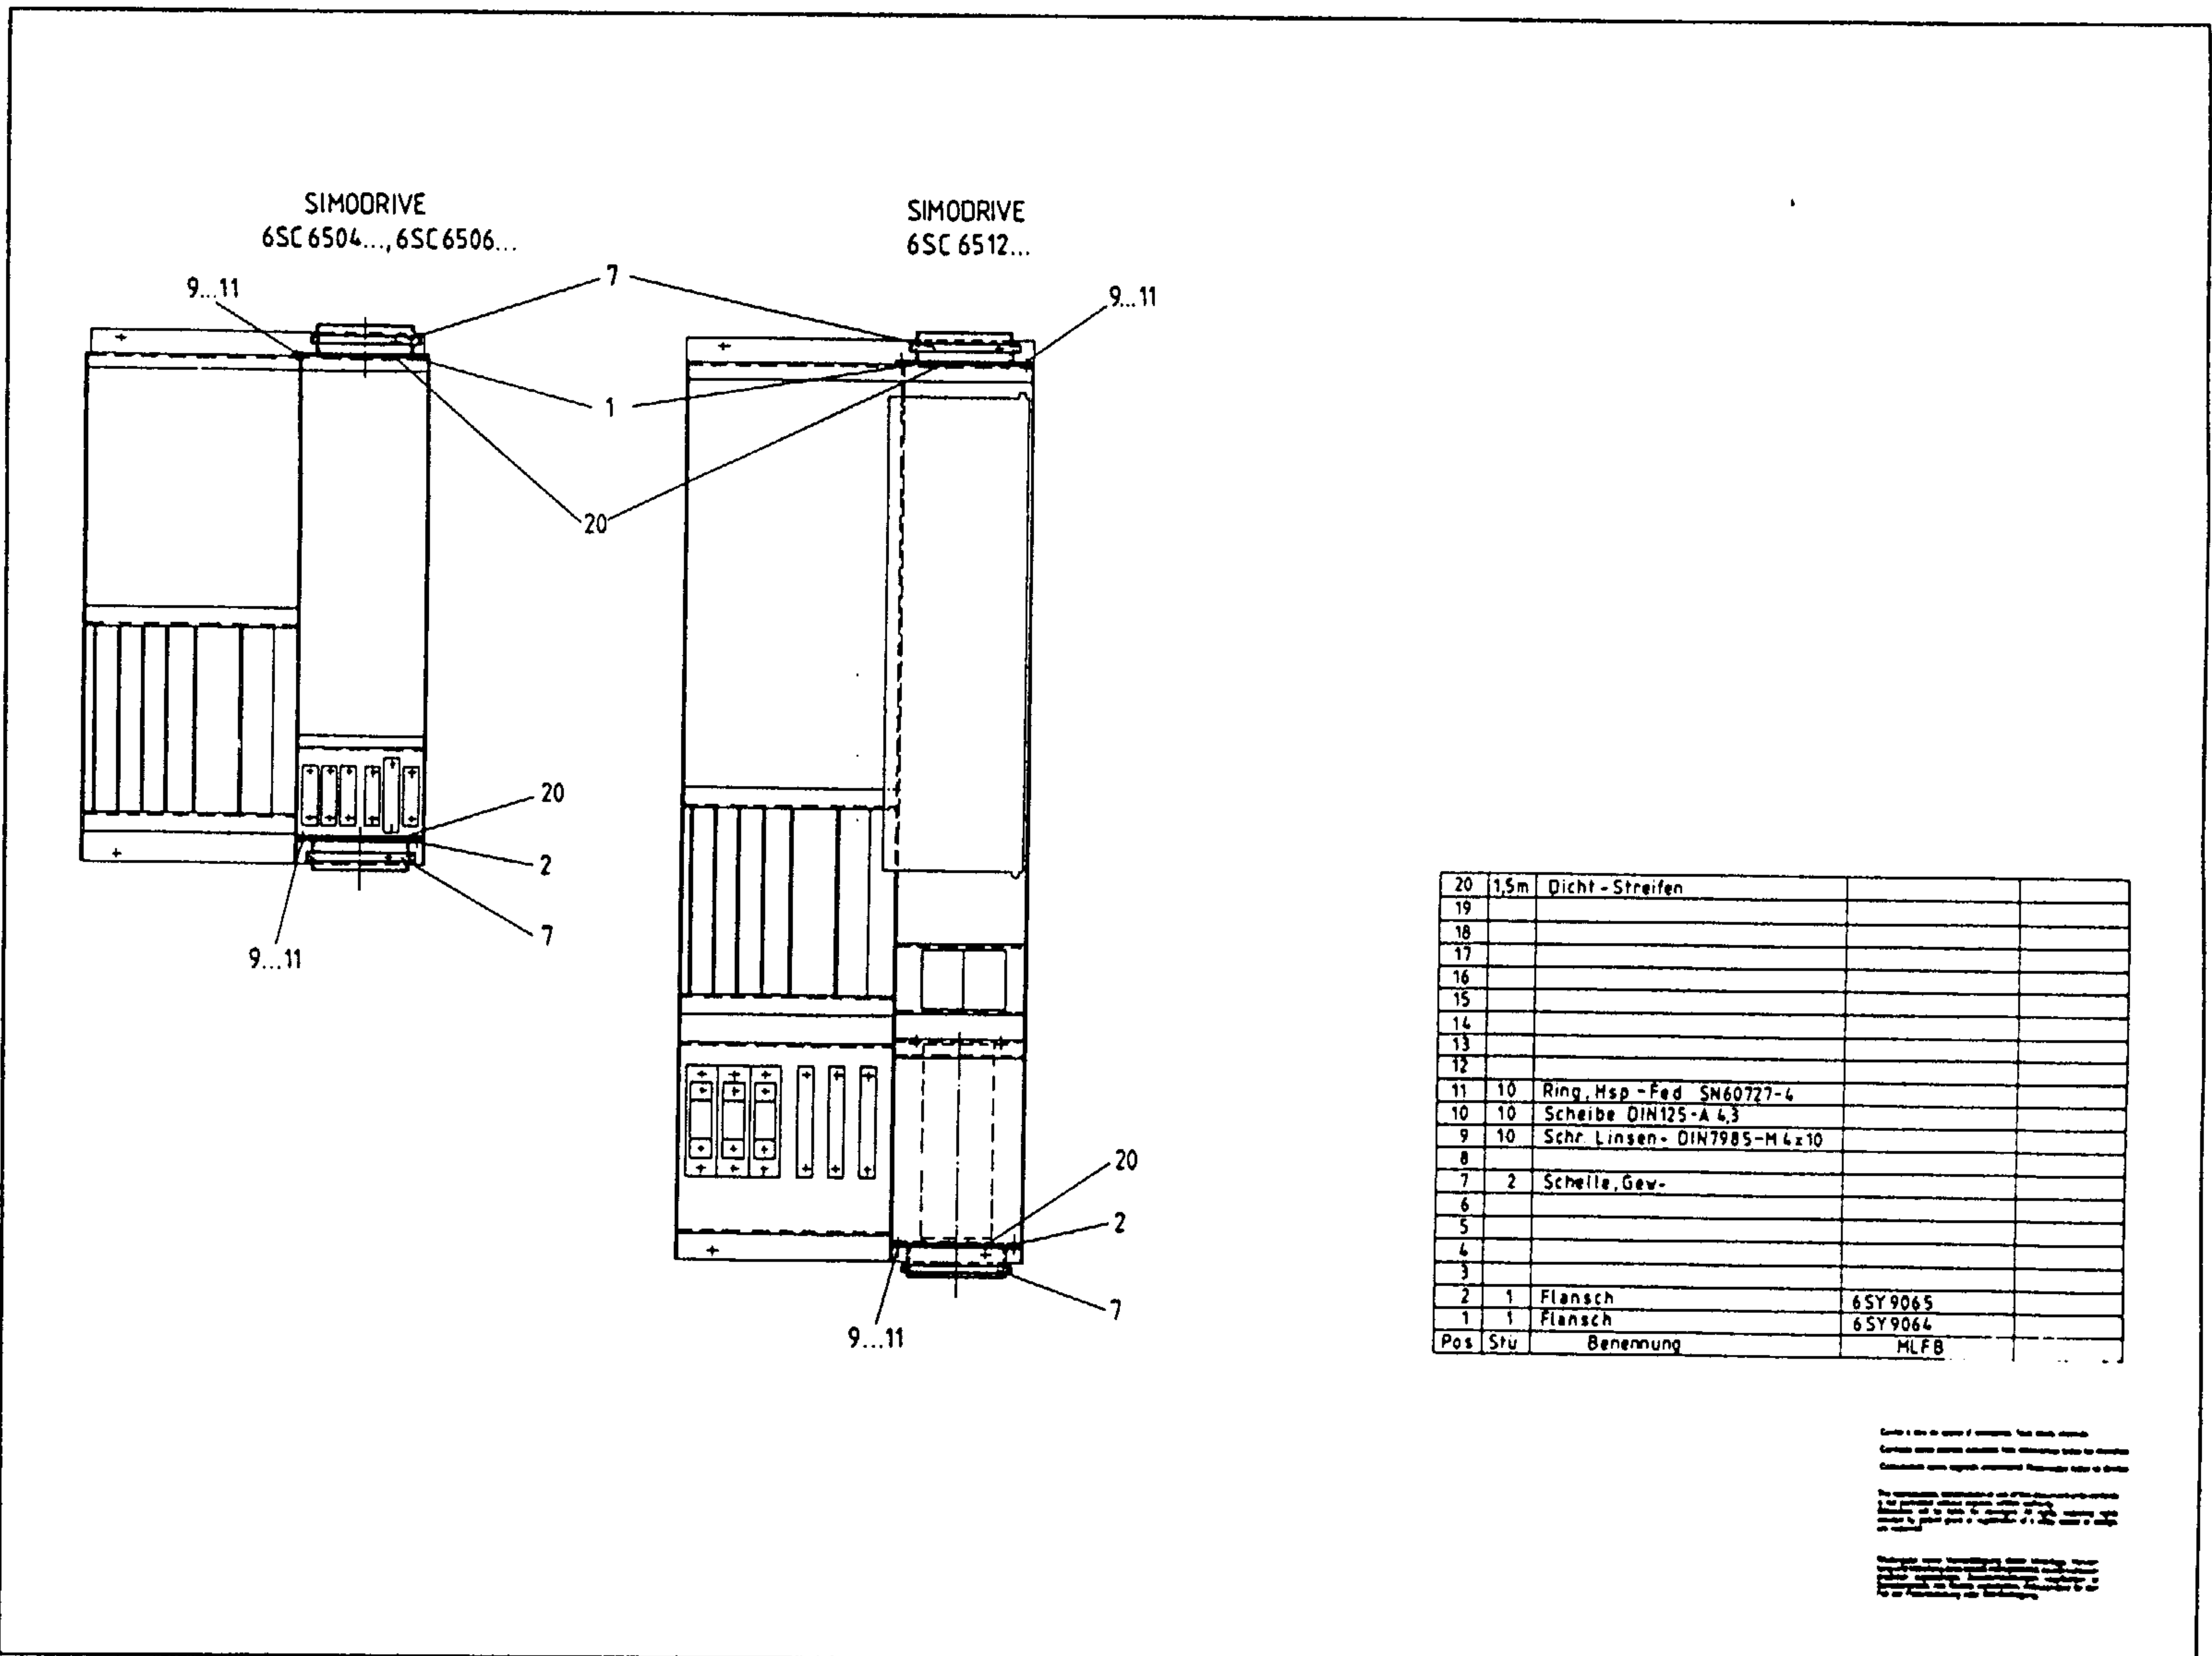 SIMODRIVE
6SC 6504..., 6SC 6506...
SIMODRIVE
6SC 6512...
9...11
7
9...11
1
20
20
2
7
9...11
20
2
7
9...11
20 1,5m Dicht-Streifen
19
18
17
16
15
14
13
12
11 10 Ring, Hsp-Fed SN60727-4
10 10 Scheibe DIN125-A 4,3
9 10 Schr. Linsen- DIN7985-M4x10
8
7 2 Schelle, Gew-
6
5
4
3
2 1 Flansch 6SY9065
1 1 Flansch 6SY9064
Pos Stü Benennung MLFB